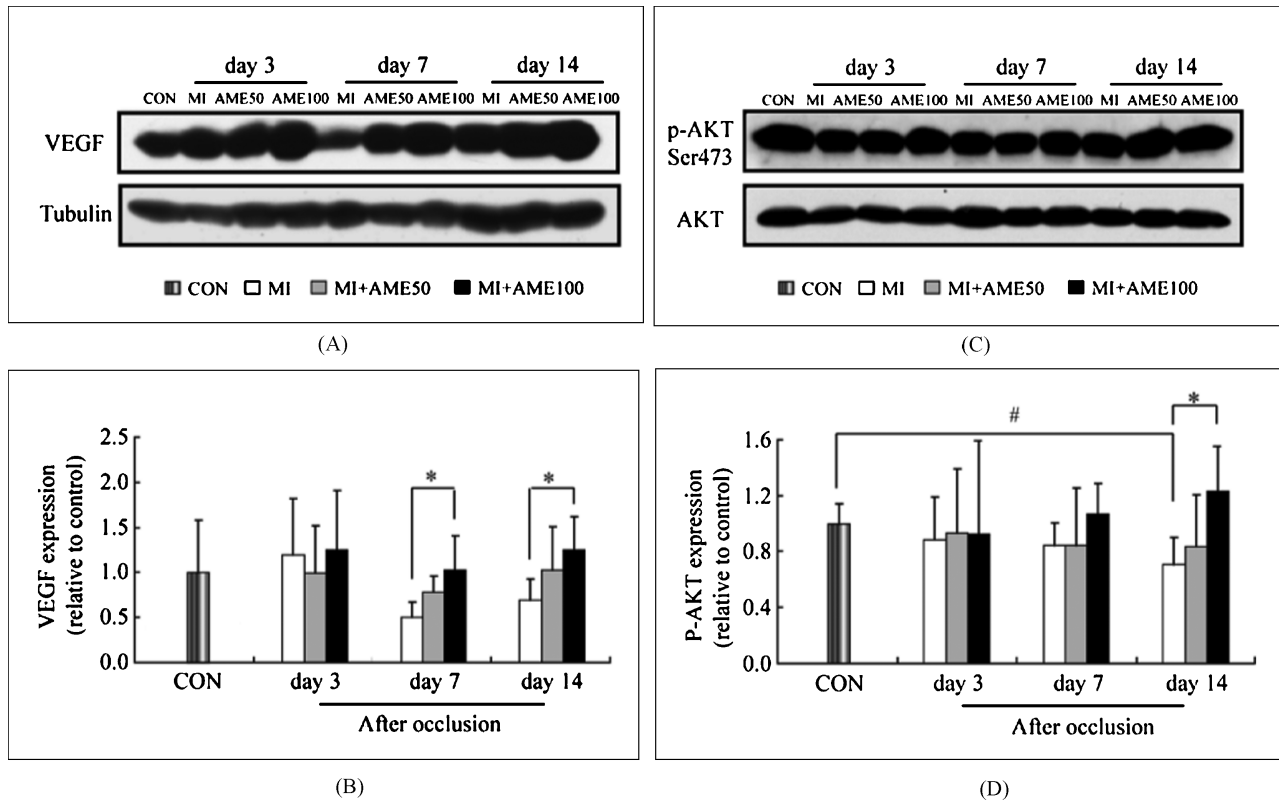 day 3 day 7 day 14
CON MI AME50 AME100 MI AME50 AME100 MI AME50 AME100
VEGF
Tubulin
CON MI MI+AME50 MI+AME100
(A)
day 3 day 7 day 14
CON MI AME50 AME100 MI AME50 AME100 MI AME50 AME100
p-AKT
Ser473
AKT
CON MI MI+AME50 MI+AME100
(C)
VEGF expression
(relative to control)
2.5
2.0
1.5
1.0
0.5
0.0
* *
CON day 3 day 7 day 14
After occlusion
(B)
P-AKT expression
(relative to control)
1.6
1.2
0.8
0.4
0.0
# *
CON day 3 day 7 day 14
After occlusion
(D)